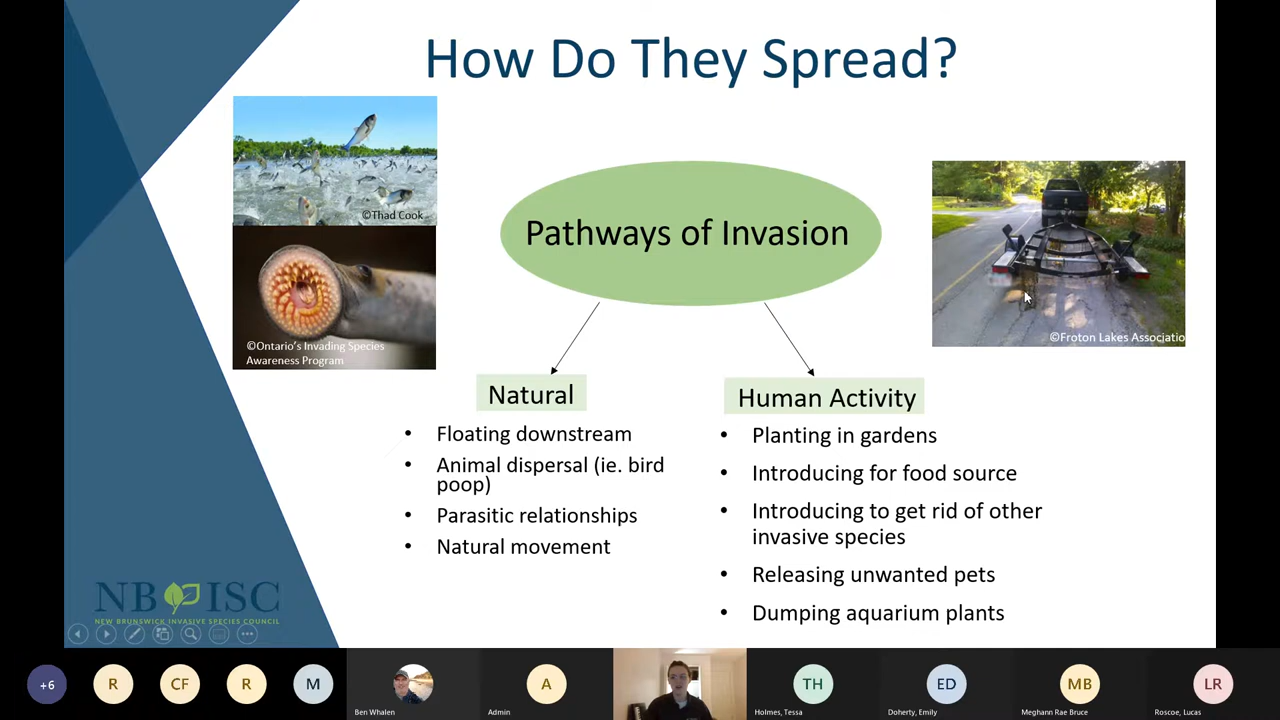 How Do They Spread?
©Thad Cook
©Ontario's Invading Species
Awareness Program
Pathways of Invasion
©Froton Lakes Associatio
Natural
• Floating downstream
• Animal dispersal (ie. bird
poop)
• Parasitic relationships
• Natural movement
Human Activity
• Planting in gardens
• Introducing for food source
• Introducing to get rid of other
invasive species
• Releasing unwanted pets
• Dumping aquarium plants
NB ISC
NEW BRUNSWICK INVASIVE SPECIES COUNCIL
+6
R
CF
R
M
Ben Whalen
A
Admin
TH
Holmes, Tessa
ED
Doherty, Emily
MB
Meghann Rae Bruce
LR
Roscoe, Lucas